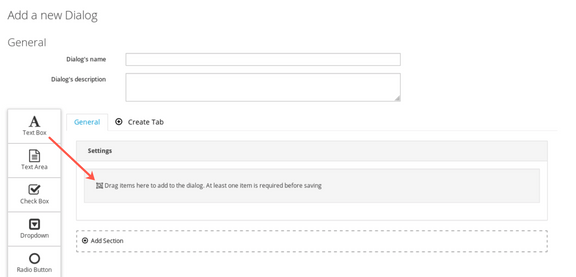 Add a new Dialog
General
Dialog's name
Dialog's description
A
Text Box
Text Area
Check Box
Dropdown
Radio Button
General
Create Tab
Settings
Drag items here to add to the dialog. At least one item is required before saving
Add Section